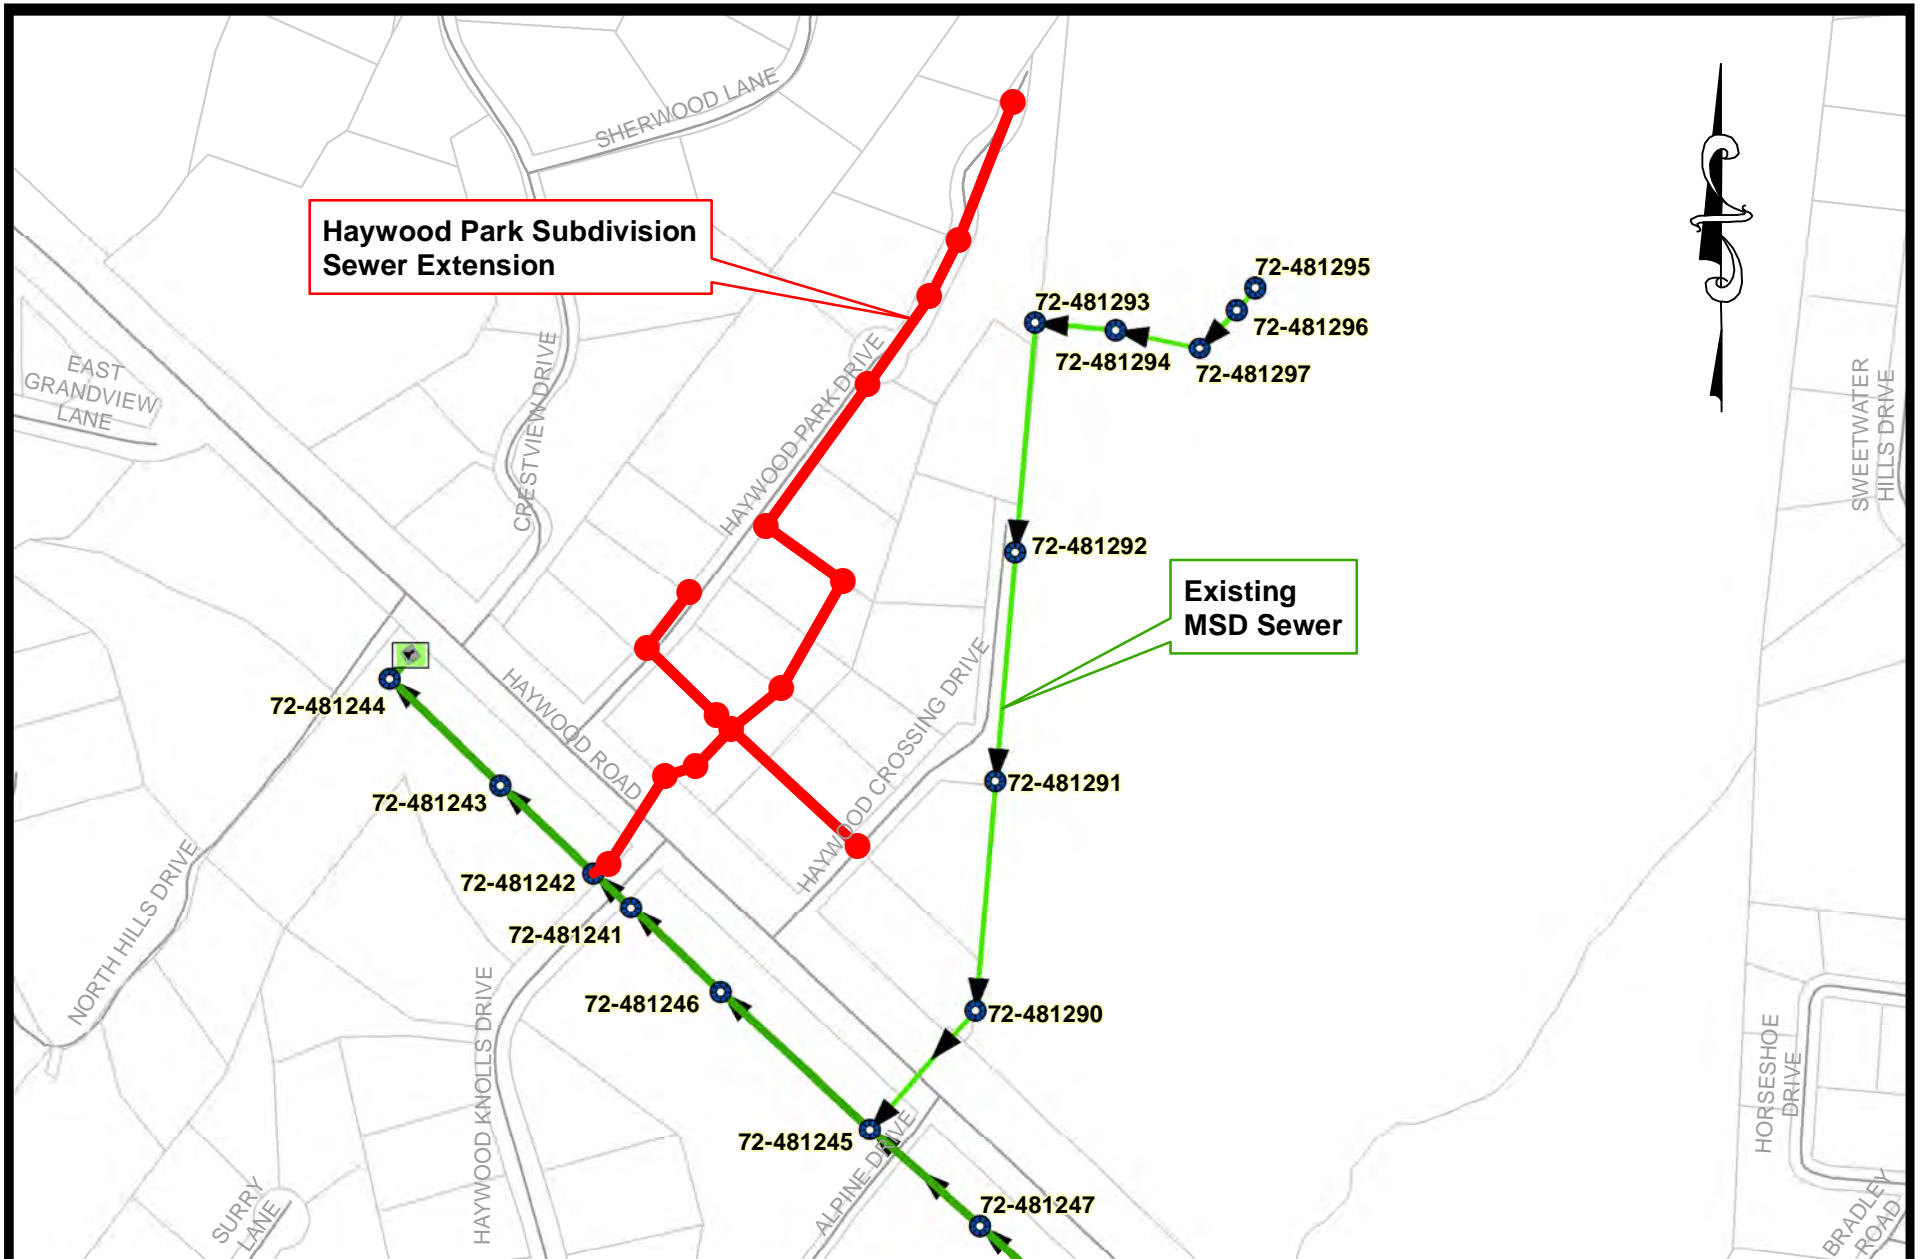 SHERWOOD LANE
Haywood Park Subdivision
Sewer Extension
72-481295
72-481293
72-481296
72-481294
72-481297
EAST
GRANDVIEW
LANE
CRESTVIEW DRIVE
HAYWOOD PARK DRIVE
SWEETWATER
HILLS DRIVE
72-481292
Existing
MSD Sewer
72-481244
HAYWOOD ROAD
HAYWOOD CROSSING DRIVE
72-481291
72-481243
72-481242
NORTH HILLS DRIVE
72-481241
72-481246
72-481290
HAYWOOD KNOLLS DRIVE
HORSESHOE
DRIVE
72-481245
ALPINE DRIVE
72-481247
SURRY
LANE
BRADLEY
ROAD